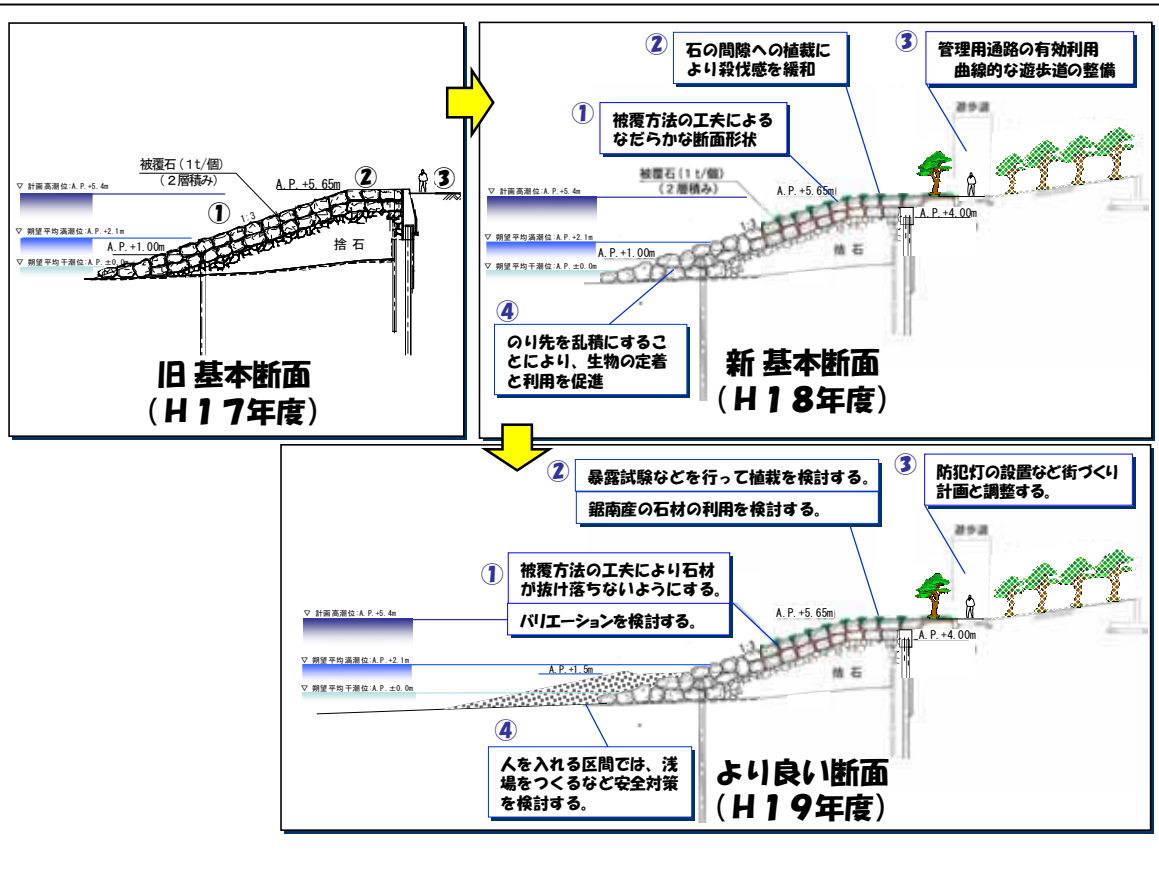 被覆石(1t/個)
(2層積み)
A.P.+5.65m
②
③
①
1:3
▽ 計画高潮位:A.P.+5.4m
▽ 朔望平均満潮位:A.P.+2.1m
A.P.+1.00m
▽ 朔望平均干潮位:A.P.±0.0m
捨石
旧 基本断面
(H17年度)
②
石の間隙への植栽に
より殺伐感を緩和
③
管理用通路の有効利用
曲線的な遊歩道の整備
①
被覆方法の工夫による
なだらかな断面形状
遊歩道
被覆石(1t/個)
(2層積み)
A.P.+5.65m
▽ 計画高潮位:A.P.+5.4m
A.P.+4.00m
1:3
▽ 朔望平均満潮位:A.P.+2.1m
A.P.+1.00m
捨石
▽ 朔望平均干潮位:A.P.±0.0m
④
のり先を乱積にするこ
とにより、生物の定着
と利用を促進
新 基本断面
(H18年度)
②
暴露試験などを行って植栽を検討する。
鋸南産の石材の利用を検討する。
③
防犯灯の設置など街づくり
計画と調整する。
遊歩道
①
被覆方法の工夫により石材
が抜け落ちないようにする。
バリエーションを検討する。
▽ 計画高潮位:A.P.+5.4m
A.P.+5.65m
A.P.+4.00m
1:3
▽ 朔望平均満潮位:A.P.+2.1m
A.P.+1.5m
捨石
▽ 朔望平均干潮位:A.P.±0.0m
④
人を入れる区間では、浅
場をつくるなど安全対策
を検討する。
より良い断面
(H19年度)